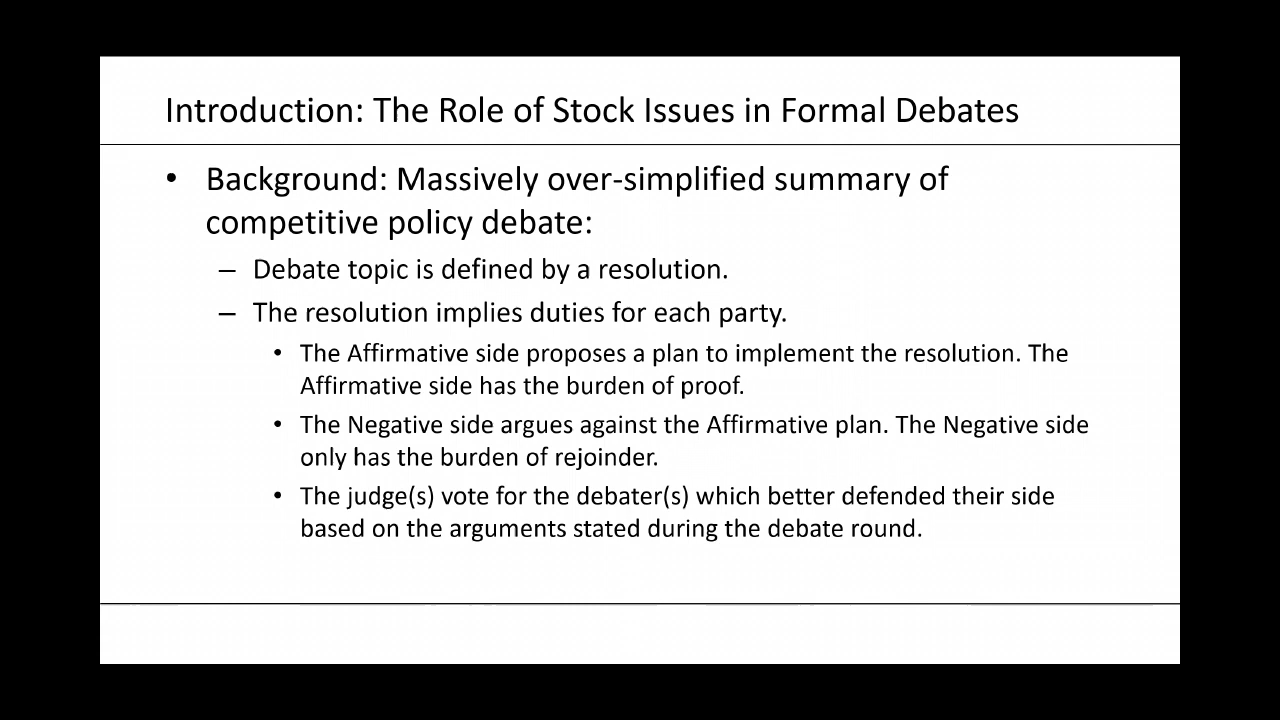 Introduction: The Role of Stock Issues in Formal Debates
• Background: Massively over-simplified summary of
competitive policy debate:
– Debate topic is defined by a resolution.
– The resolution implies duties for each party.
• The Affirmative side proposes a plan to implement the resolution. The
Affirmative side has the burden of proof.
• The Negative side argues against the Affirmative plan. The Negative side
only has the burden of rejoinder.
• The judge(s) vote for the debater(s) which better defended their side
based on the arguments stated during the debate round.